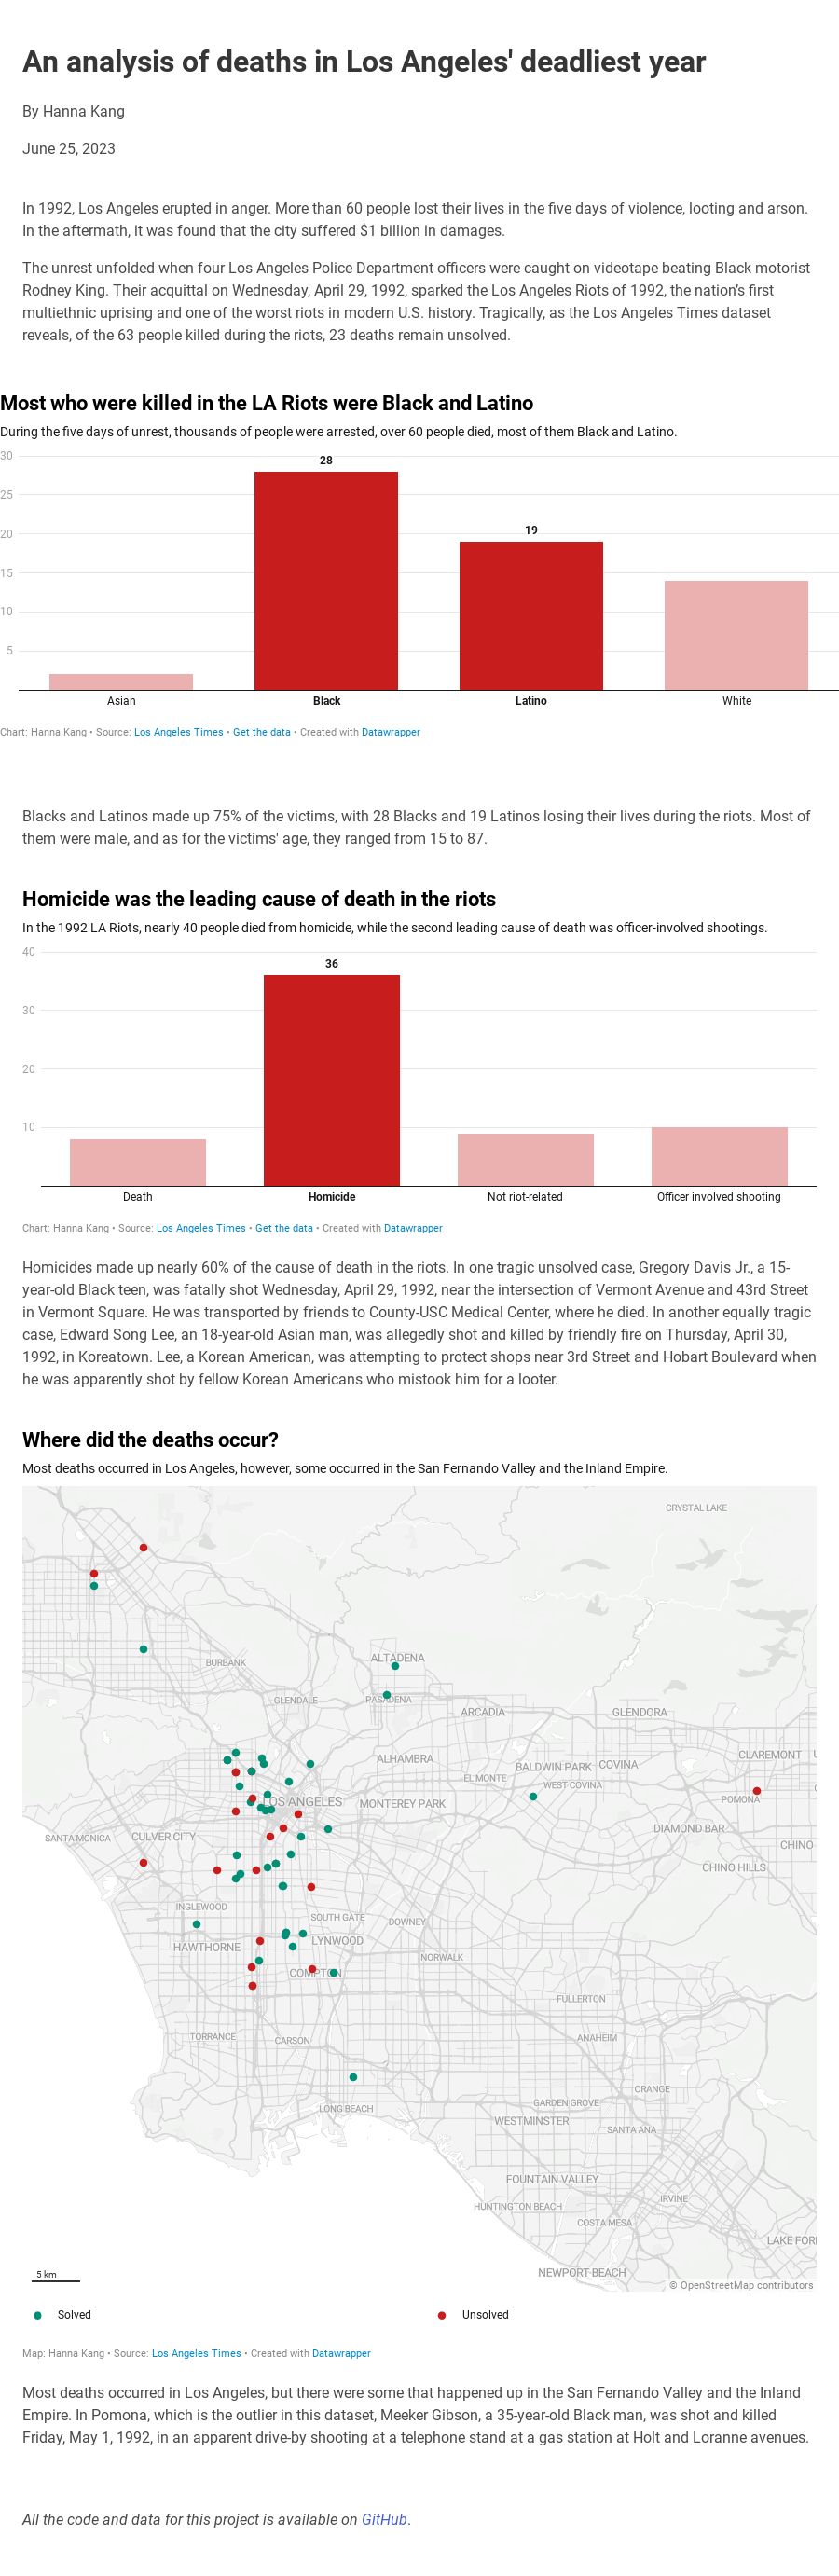 An analysis of deaths in Los Angeles' deadliest year
By Hanna Kang
June 25, 2023
In 1992, Los Angeles erupted in anger. More than 60 people lost their lives in the five days of violence, looting and arson.
In the aftermath, it was found that the city suffered $1 billion in damages.
The unrest unfolded when four Los Angeles Police Department officers were caught on videotape beating Black motorist
Rodney King. Their acquittal on Wednesday, April 29, 1992, sparked the Los Angeles Riots of 1992, the nation's first
multiethnic uprising and one of the worst riots in modern U.S. history. Tragically, as the Los Angeles Times dataset
reveals, of the 63 people killed during the riots, 23 deaths remain unsolved.
Most who were killed in the LA Riots were Black and Latino
During the five days of unrest, thousands of people were arrested, over 60 people died, most of them Black and Latino.
30
28
25
20
19
15
10
5
Asian Black Latino White
Chart: Hanna Kang • Source: Los Angeles Times • Get the data • Created with Datawrapper
Blacks and Latinos made up 75% of the victims, with 28 Blacks and 19 Latinos losing their lives during the riots. Most of
them were male, and as for the victims' age, they ranged from 15 to 87.
Homicide was the leading cause of death in the riots
In the 1992 LA Riots, nearly 40 people died from homicide, while the second leading cause of death was officer-involved shootings.
40
36
30
20
10
Death Homicide Not riot-related Officer involved shooting
Chart: Hanna Kang • Source: Los Angeles Times • Get the data • Created with Datawrapper
Homicides made up nearly 60% of the cause of death in the riots. In one tragic unsolved case, Gregory Davis Jr., a 15-
year-old Black teen, was fatally shot Wednesday, April 29, 1992, near the intersection of Vermont Avenue and 43rd Street
in Vermont Square. He was transported by friends to County-USC Medical Center, where he died. In another equally tragic
case, Edward Song Lee, an 18-year-old Asian man, was allegedly shot and killed by friendly fire on Thursday, April 30,
1992, in Koreatown. Lee, a Korean American, was attempting to protect shops near 3rd Street and Hobart Boulevard when
he was apparently shot by fellow Korean Americans who mistook him for a looter.
Where did the deaths occur?
Most deaths occurred in Los Angeles, however, some occurred in the San Fernando Valley and the Inland Empire.
CRYSTAL LAKE
ALTADENA
BURBANK
GLENDALE
PASADENA
ARCADIA
GLENDORA
ALHAMBRA
CLAREMONT
BALDWIN PARK
COVINA
EL MONTE
WEST COVINA
POMONA
LOS ANGELES
MONTEREY PARK
DIAMOND BAR
SANTA MONICA
CULVER CITY
CHINO
CHINO HILLS
INGLEWOOD
SOUTH GATE
DOWNEY
HAWTHORNE
LYNWOOD
NORWALK
COMPTON
FULLERTON
TORRANCE
CARSON
ANAHEIM
ORANGE
GARDEN GROVE
LONG BEACH
WESTMINSTER
SANTA ANA
FOUNTAIN VALLEY
IRVINE
HUNTINGTON BEACH
COSTA MESA
LAKE FOR
NEWPORT BEACH
5 km
© OpenStreetMap contributors
Solved Unsolved
Map: Hanna Kang • Source: Los Angeles Times • Created with Datawrapper
Most deaths occurred in Los Angeles, but there were some that happened up in the San Fernando Valley and the Inland
Empire. In Pomona, which is the outlier in this dataset, Meeker Gibson, a 35-year-old Black man, was shot and killed
Friday, May 1, 1992, in an apparent drive-by shooting at a telephone stand at a gas station at Holt and Loranne avenues.
All the code and data for this project is available on GitHub.